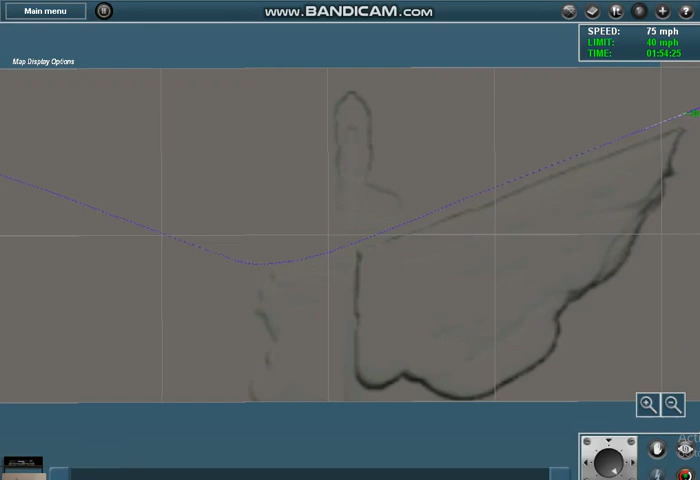 Main menu
www.BANDICAM.com
SPEED: 75 mph
LIMIT: 40 mph
TIME: 01:54:25
Map Display Options